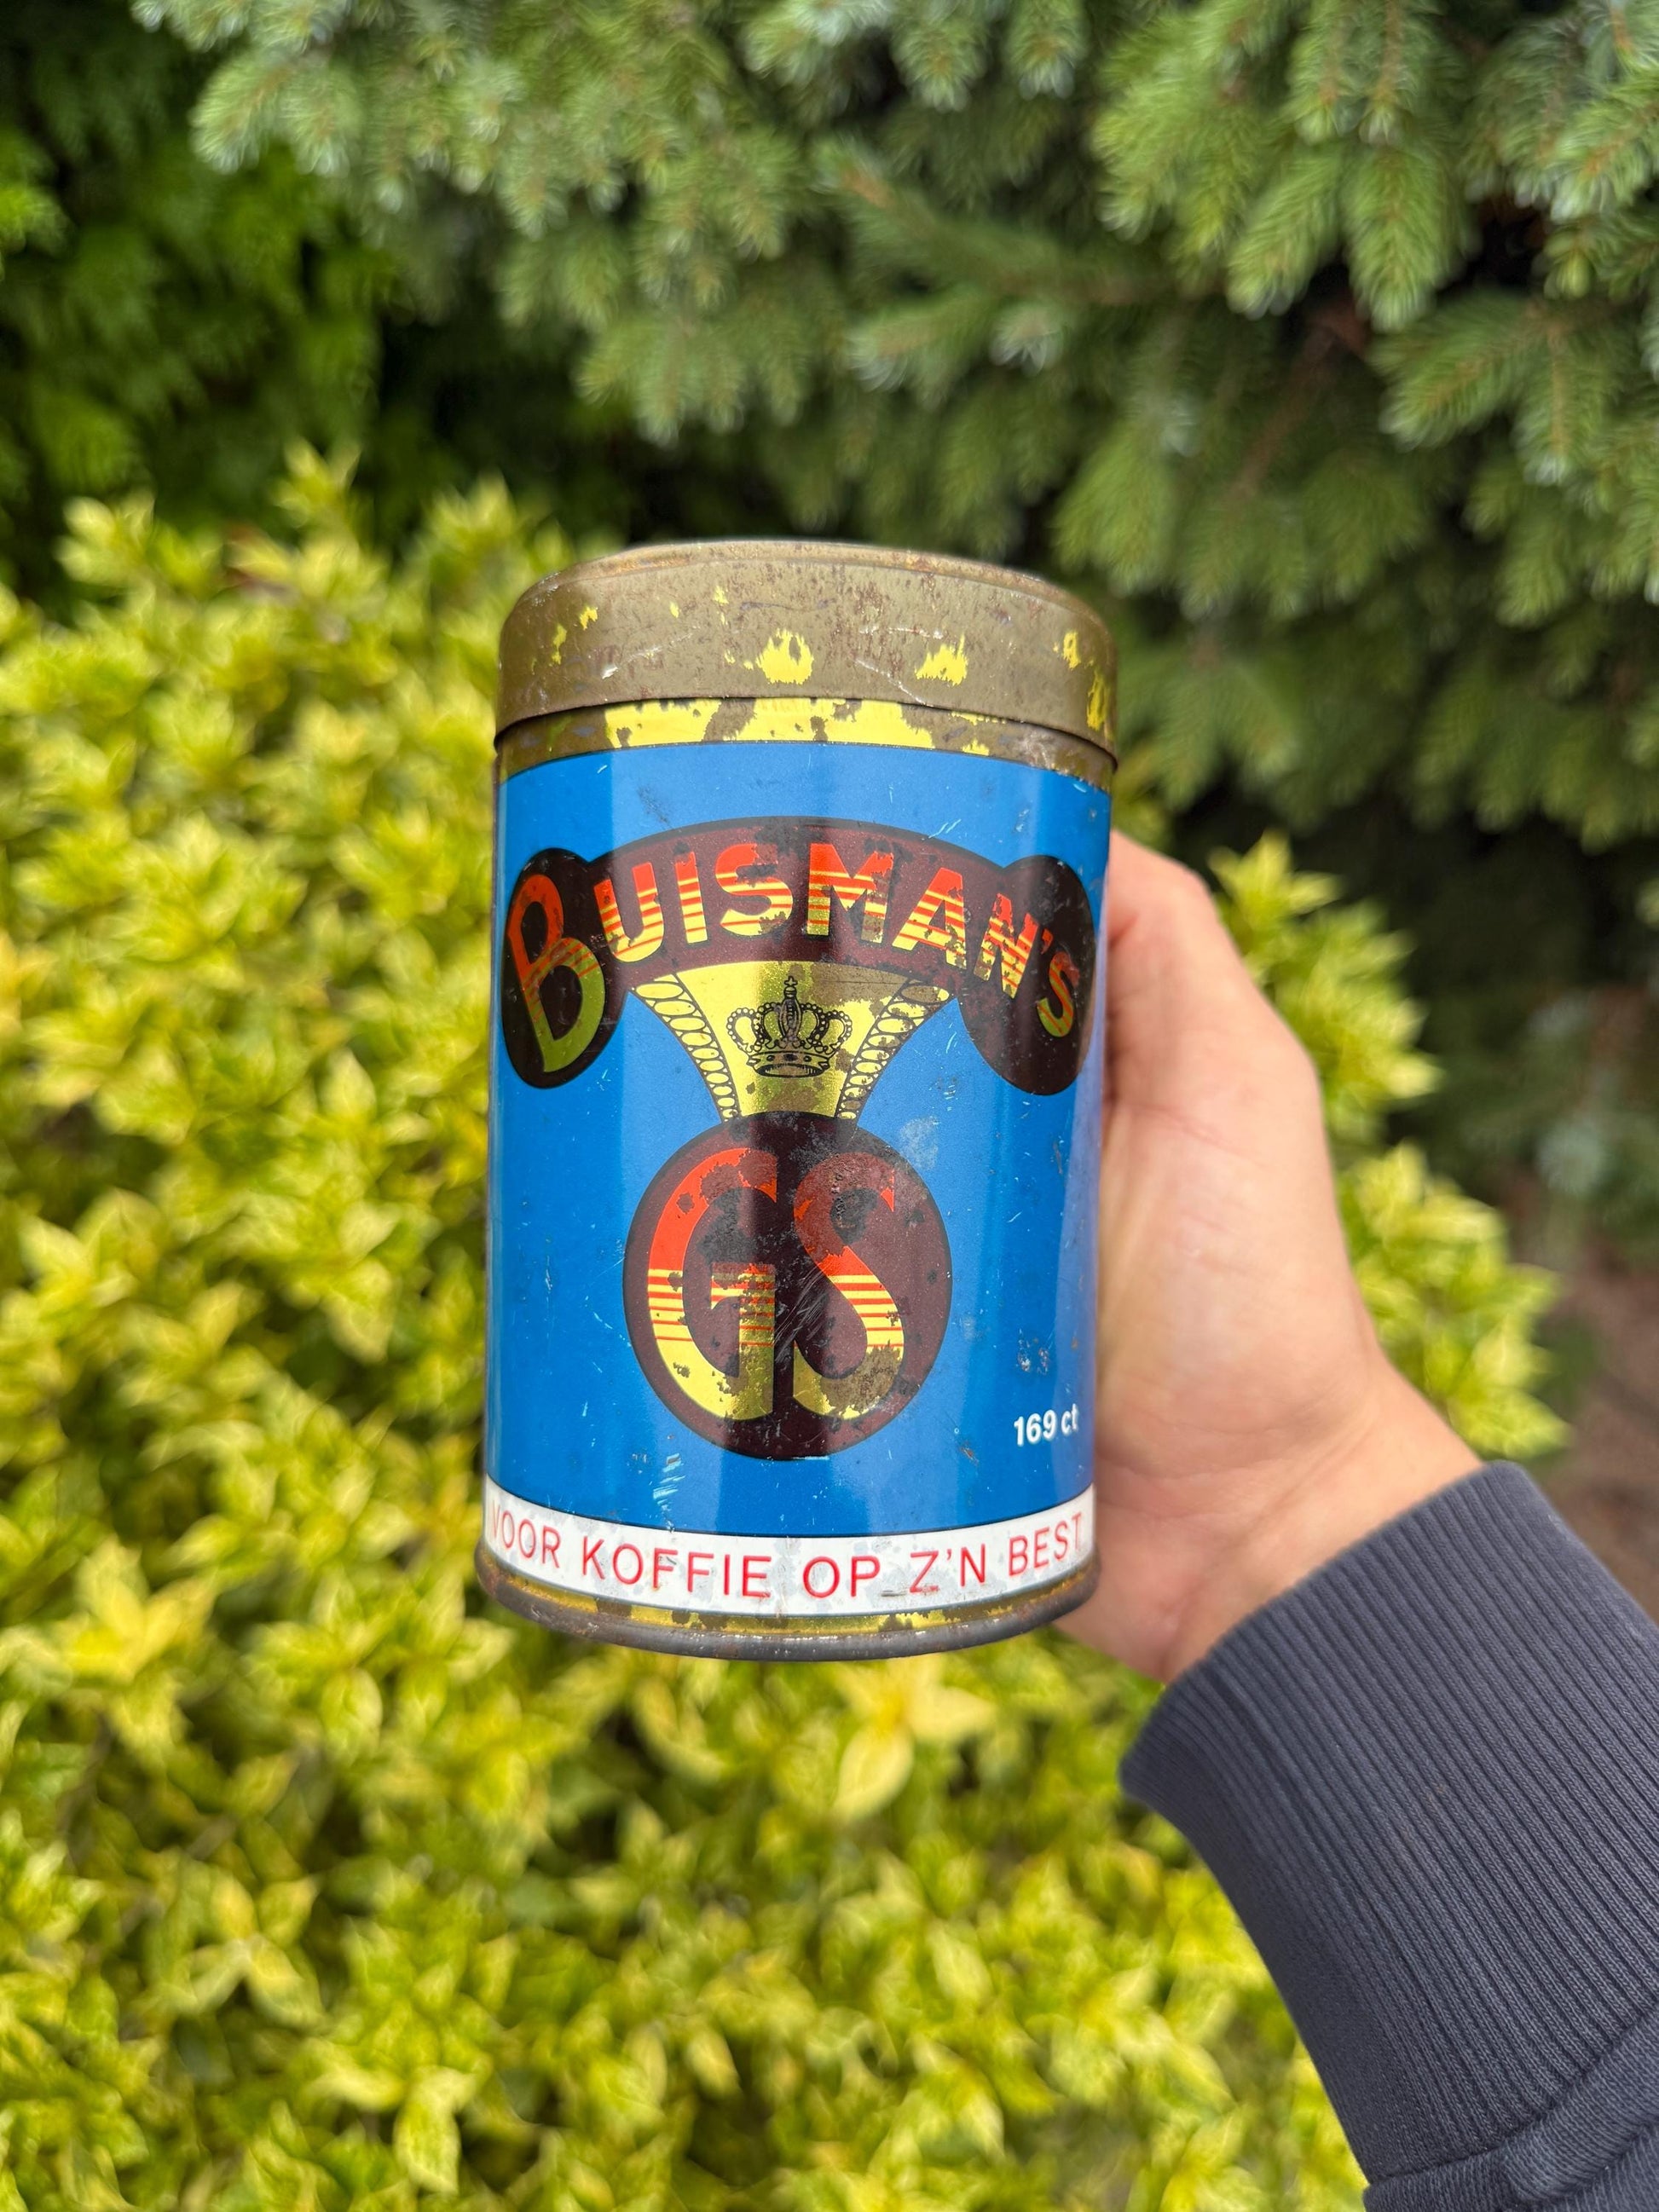 BUISMAN'S
GS
169 ct
VOOR KOFFIE OP Z'N BEST